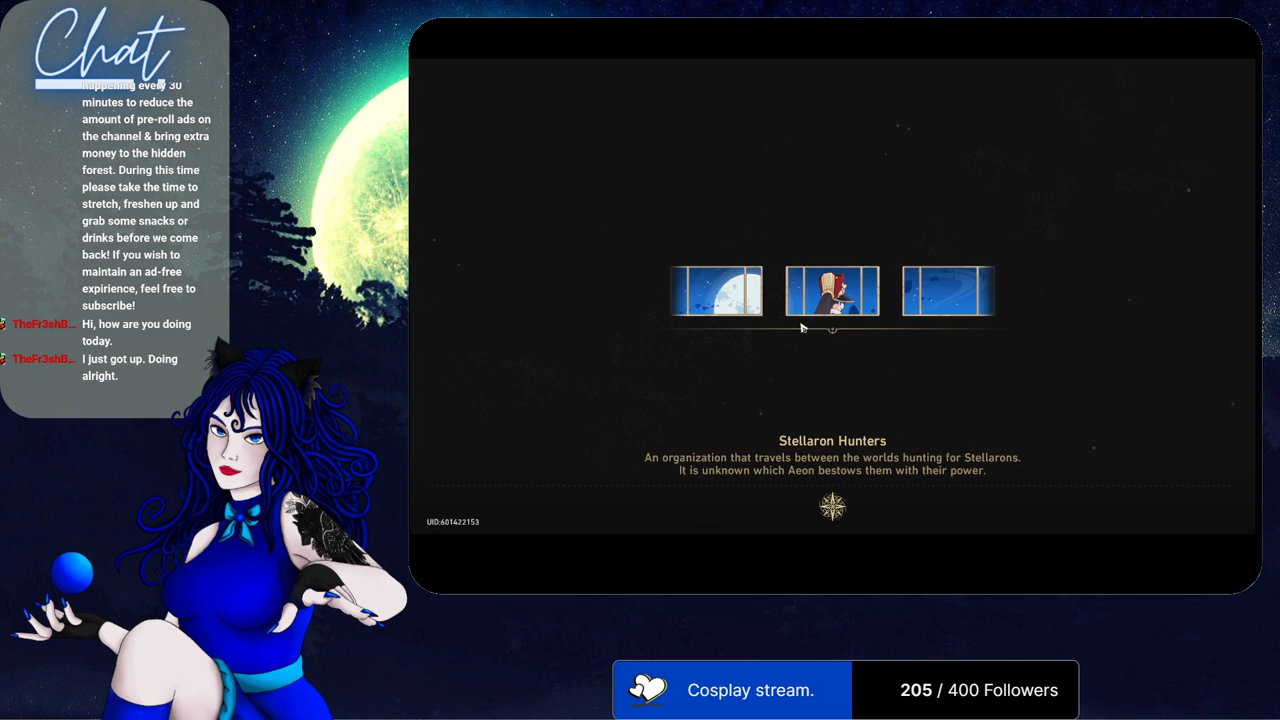 Chat
happening every 30
minutes to reduce the
amount of pre-roll ads on
the channel & bring extra
money to the hidden
forest. During this time
please take the time to
stretch, freshen up and
grab some snacks or
drinks before we come
back! If you wish to
maintain an ad-free
expirience, feel free to
subscribe!
TheFr3shB... Hi, how are you doing
today.
TheFr3shB... I just got up. Doing
alright.
Stellaron Hunters
An organization that travels between the worlds hunting for Stellarons.
It is unknown which Aeon bestows them with their power.
UID:601422153
Cosplay stream. 205 / 400 Followers